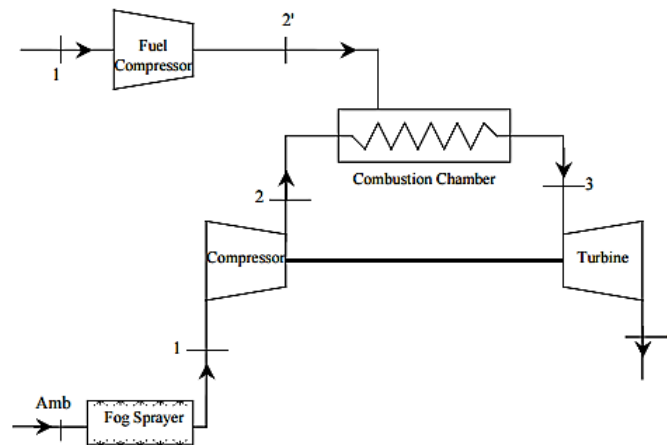 2'
Fuel
Compressor
1
Combustion Chamber
2
3
Compressor
Turbine
1
Amb
Fog Sprayer